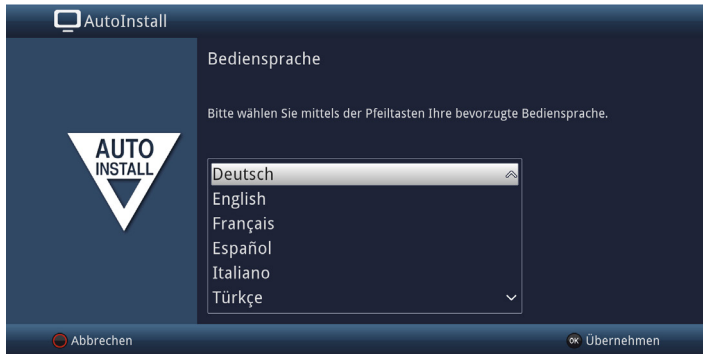 AutoInstall
Bediensprache
Bitte wählen Sie mittels der Pfeiltasten Ihre bevorzugte Bediensprache.
AUTO
INSTALL
Deutsch
English
Français
Español
Italiano
Türkçe
Abbrechen
OK Übernehmen